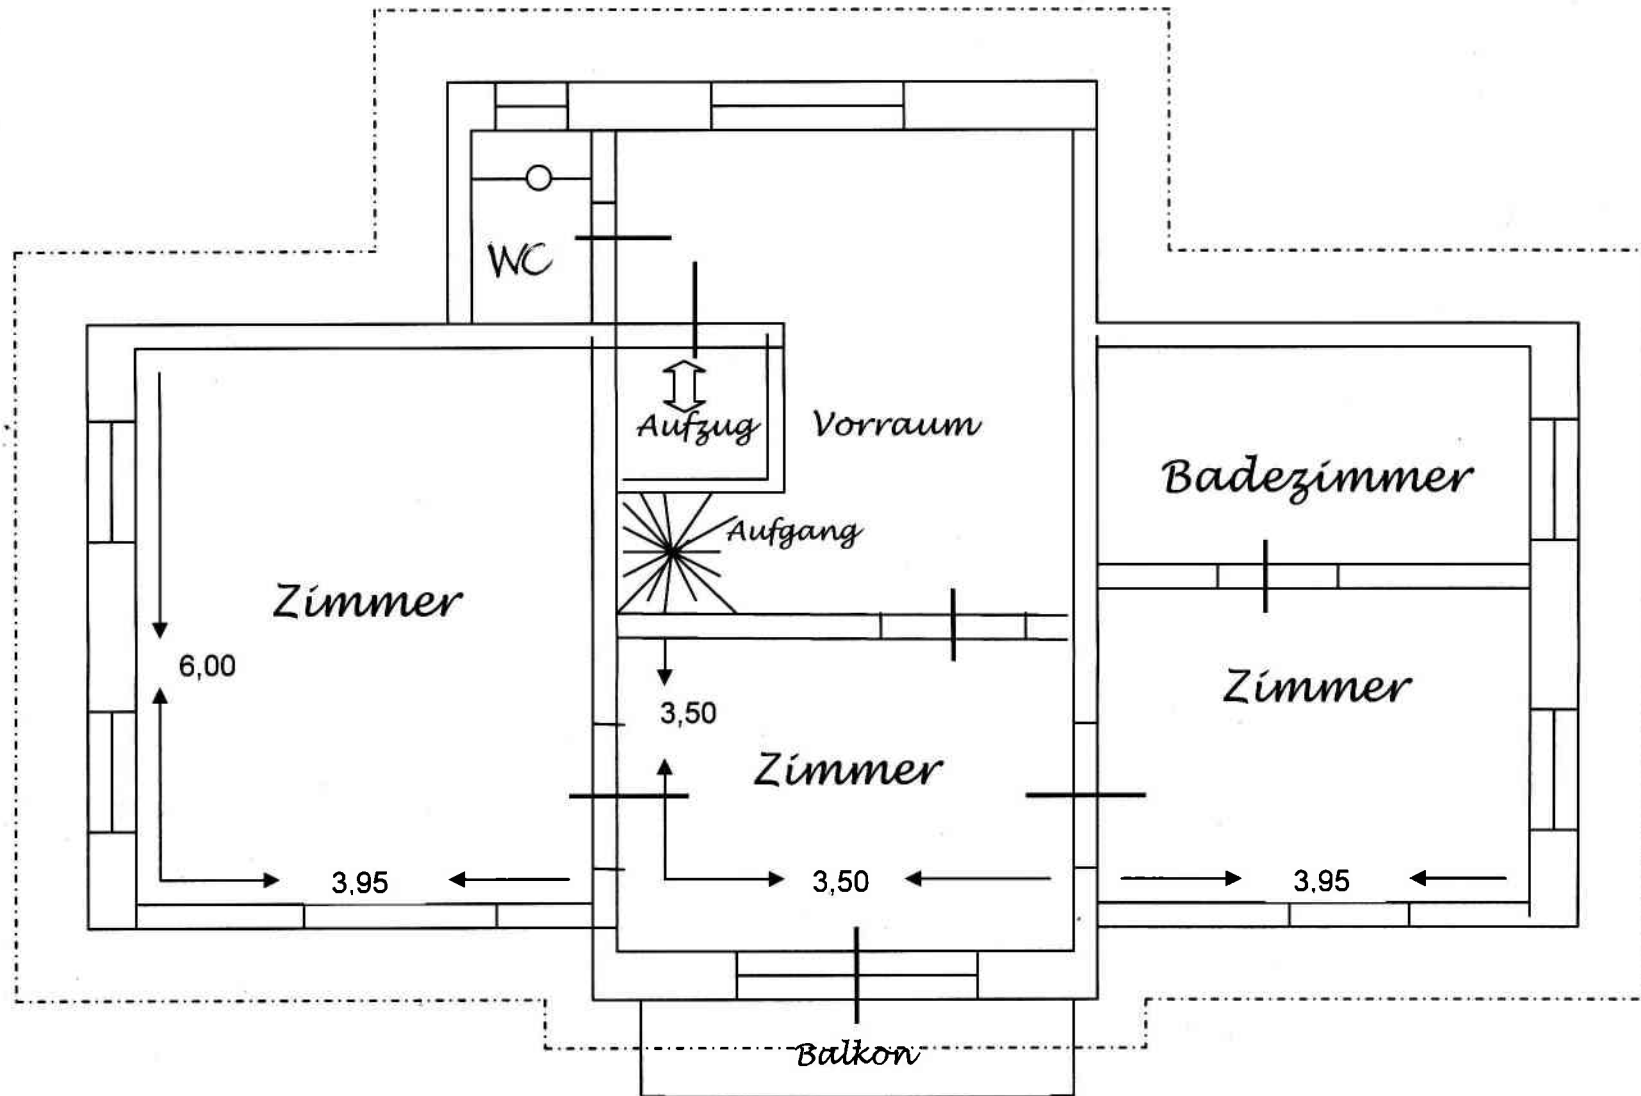 WC
Aufzug
Vorraum
Badezimmer
Aufgang
Zimmer
6,00
Zimmer
3,50
Zimmer
3,95
3,50
3,95
Balkon